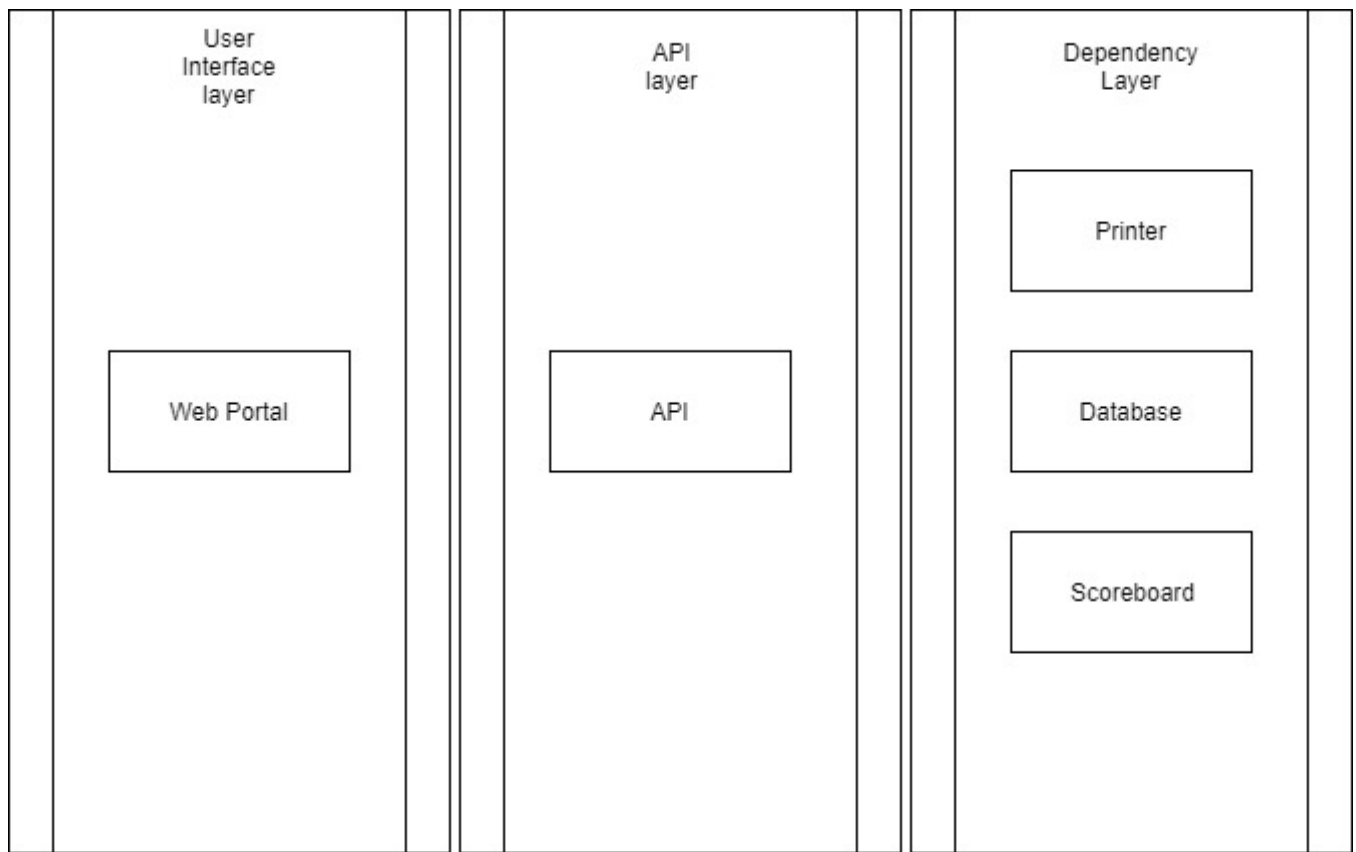 User
Interface
layer
Web Portal
API
layer
API
Dependency
Layer
Printer
Database
Scoreboard